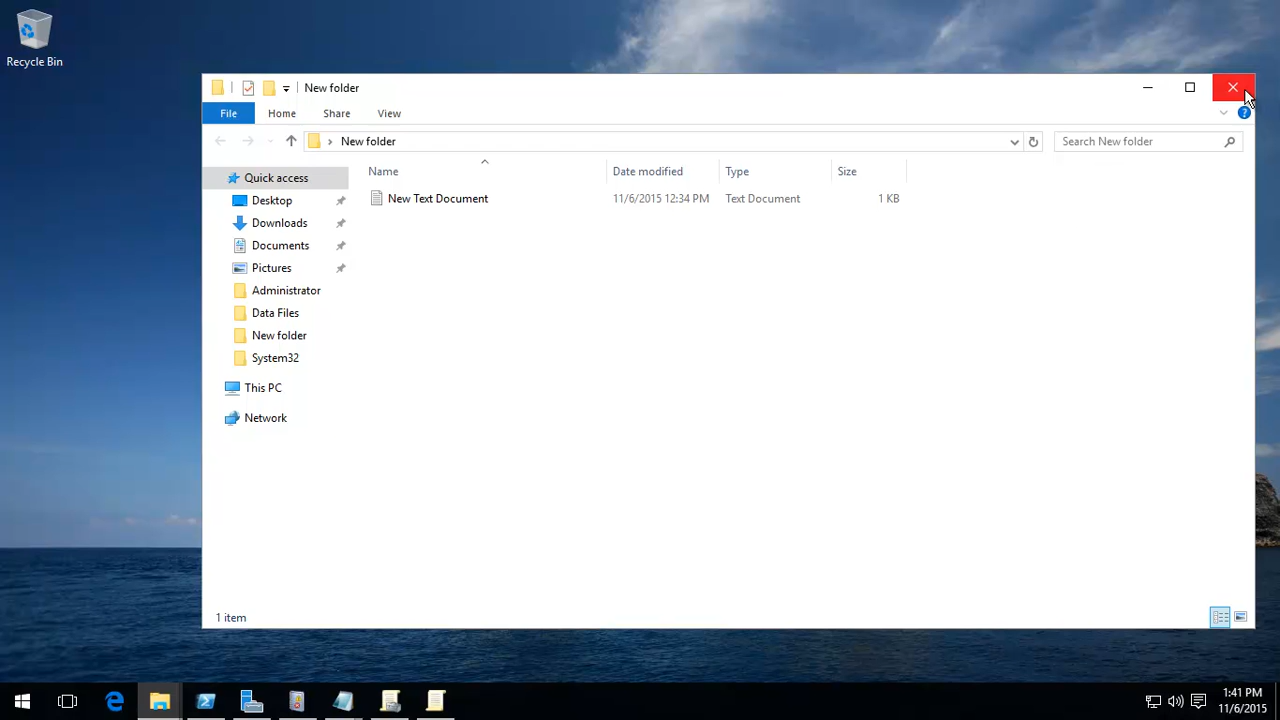 Recycle Bin
New folder
File Home Share View
New folder
Search New folder
Quick access
Desktop
Downloads
Documents
Pictures
Administrator
Data Files
New folder
System32
This PC
Network
Name Date modified Type Size
New Text Document 11/6/2015 12:34 PM Text Document 1 KB
1 item
1:41 PM
11/6/2015